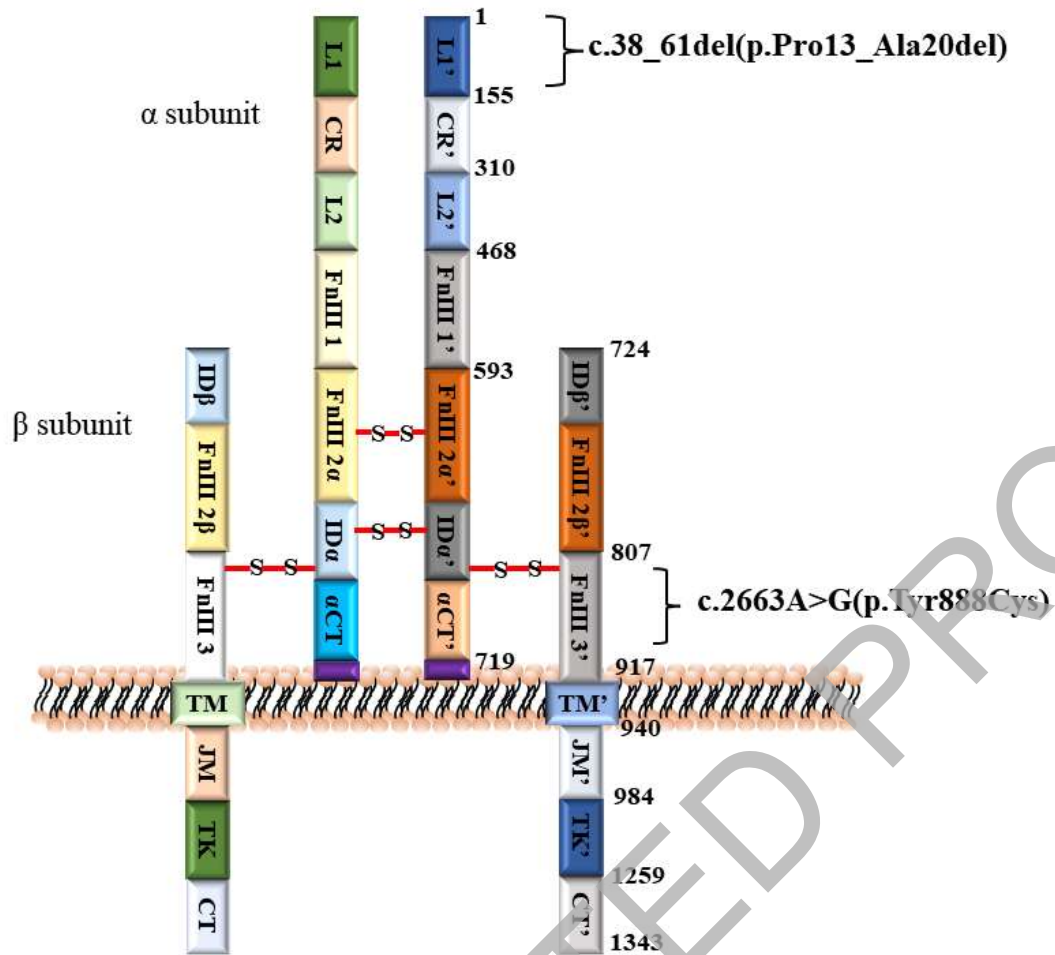 α subunit
β subunit
L1
CR
L2
FnIII 1
FnIII 2α
IDα
αCT
L1’
CR’
L2’
FnIII 1’
FnIII 2α’
IDα’
αCT’
1
155
310
468
593
719
c.38_61del(p.Pro13_Ala20del)
IDβ
FnIII 2β
FnIII 3
TM
JM
TK
CT
S S
S S
S S
S S
IDβ’
FnIII 2β’
FnIII 3’
TM’
JM’
TK’
CT’
724
807
917
940
984
1259
1343
c.2663A>G(p.Tyr888Cys)
TED PRO